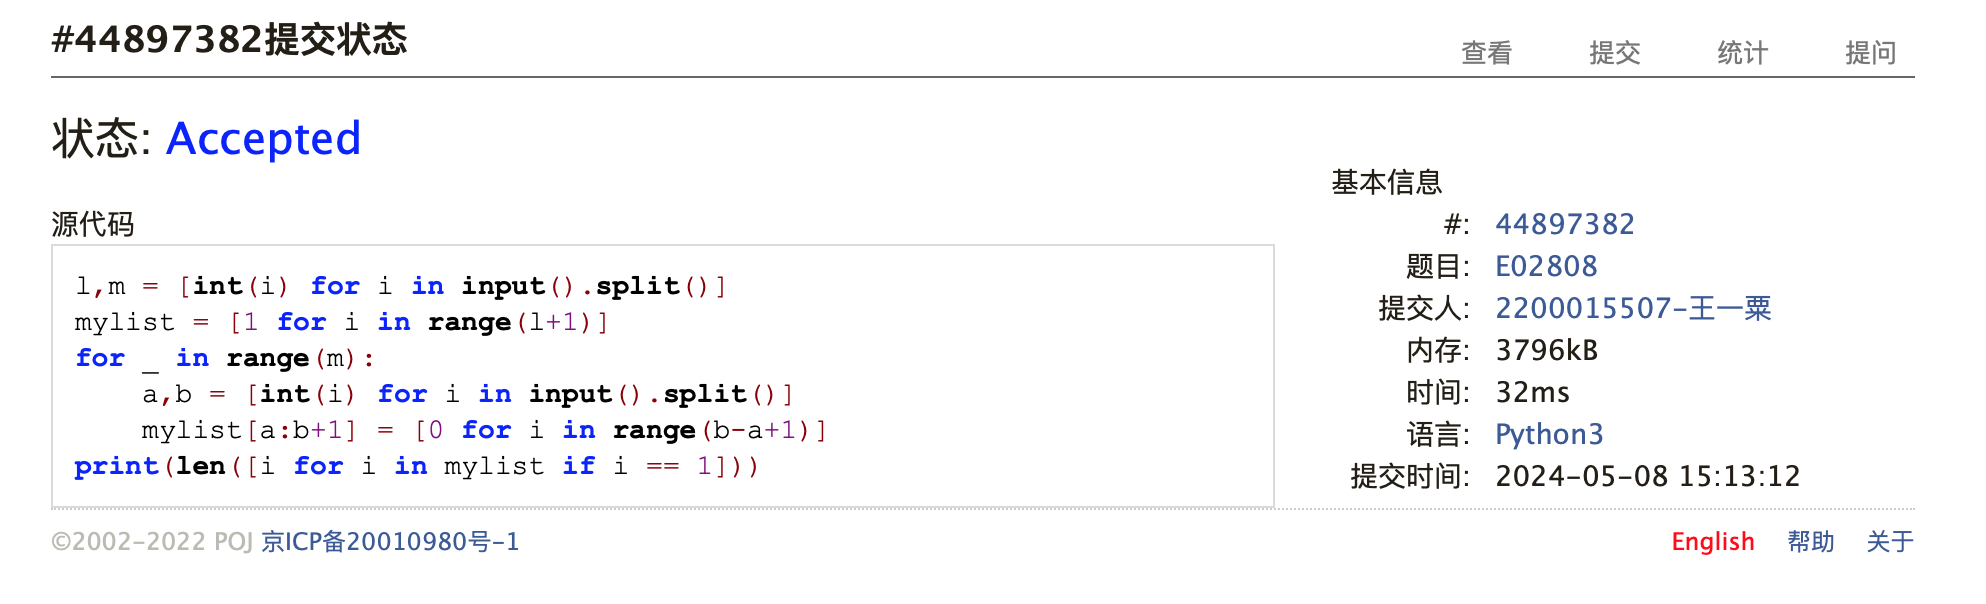 #44897382提交状态
查看 提交 统计 提问
状态: Accepted
源代码
l,m = [int(i) for i in input().split()]
mylist = [1 for i in range(l+1)]
for _ in range(m):
    a,b = [int(i) for i in input().split()]
    mylist[a:b+1] = [0 for i in range(b-a+1)]
print(len([i for i in mylist if i == 1]))
基本信息
#: 44897382
题目: E02808
提交人: 2200015507-王一粟
内存: 3796kB
时间: 32ms
语言: Python3
提交时间: 2024-05-08 15:13:12
©2002-2022 POJ 京ICP备20010980号-1
English 帮助 关于